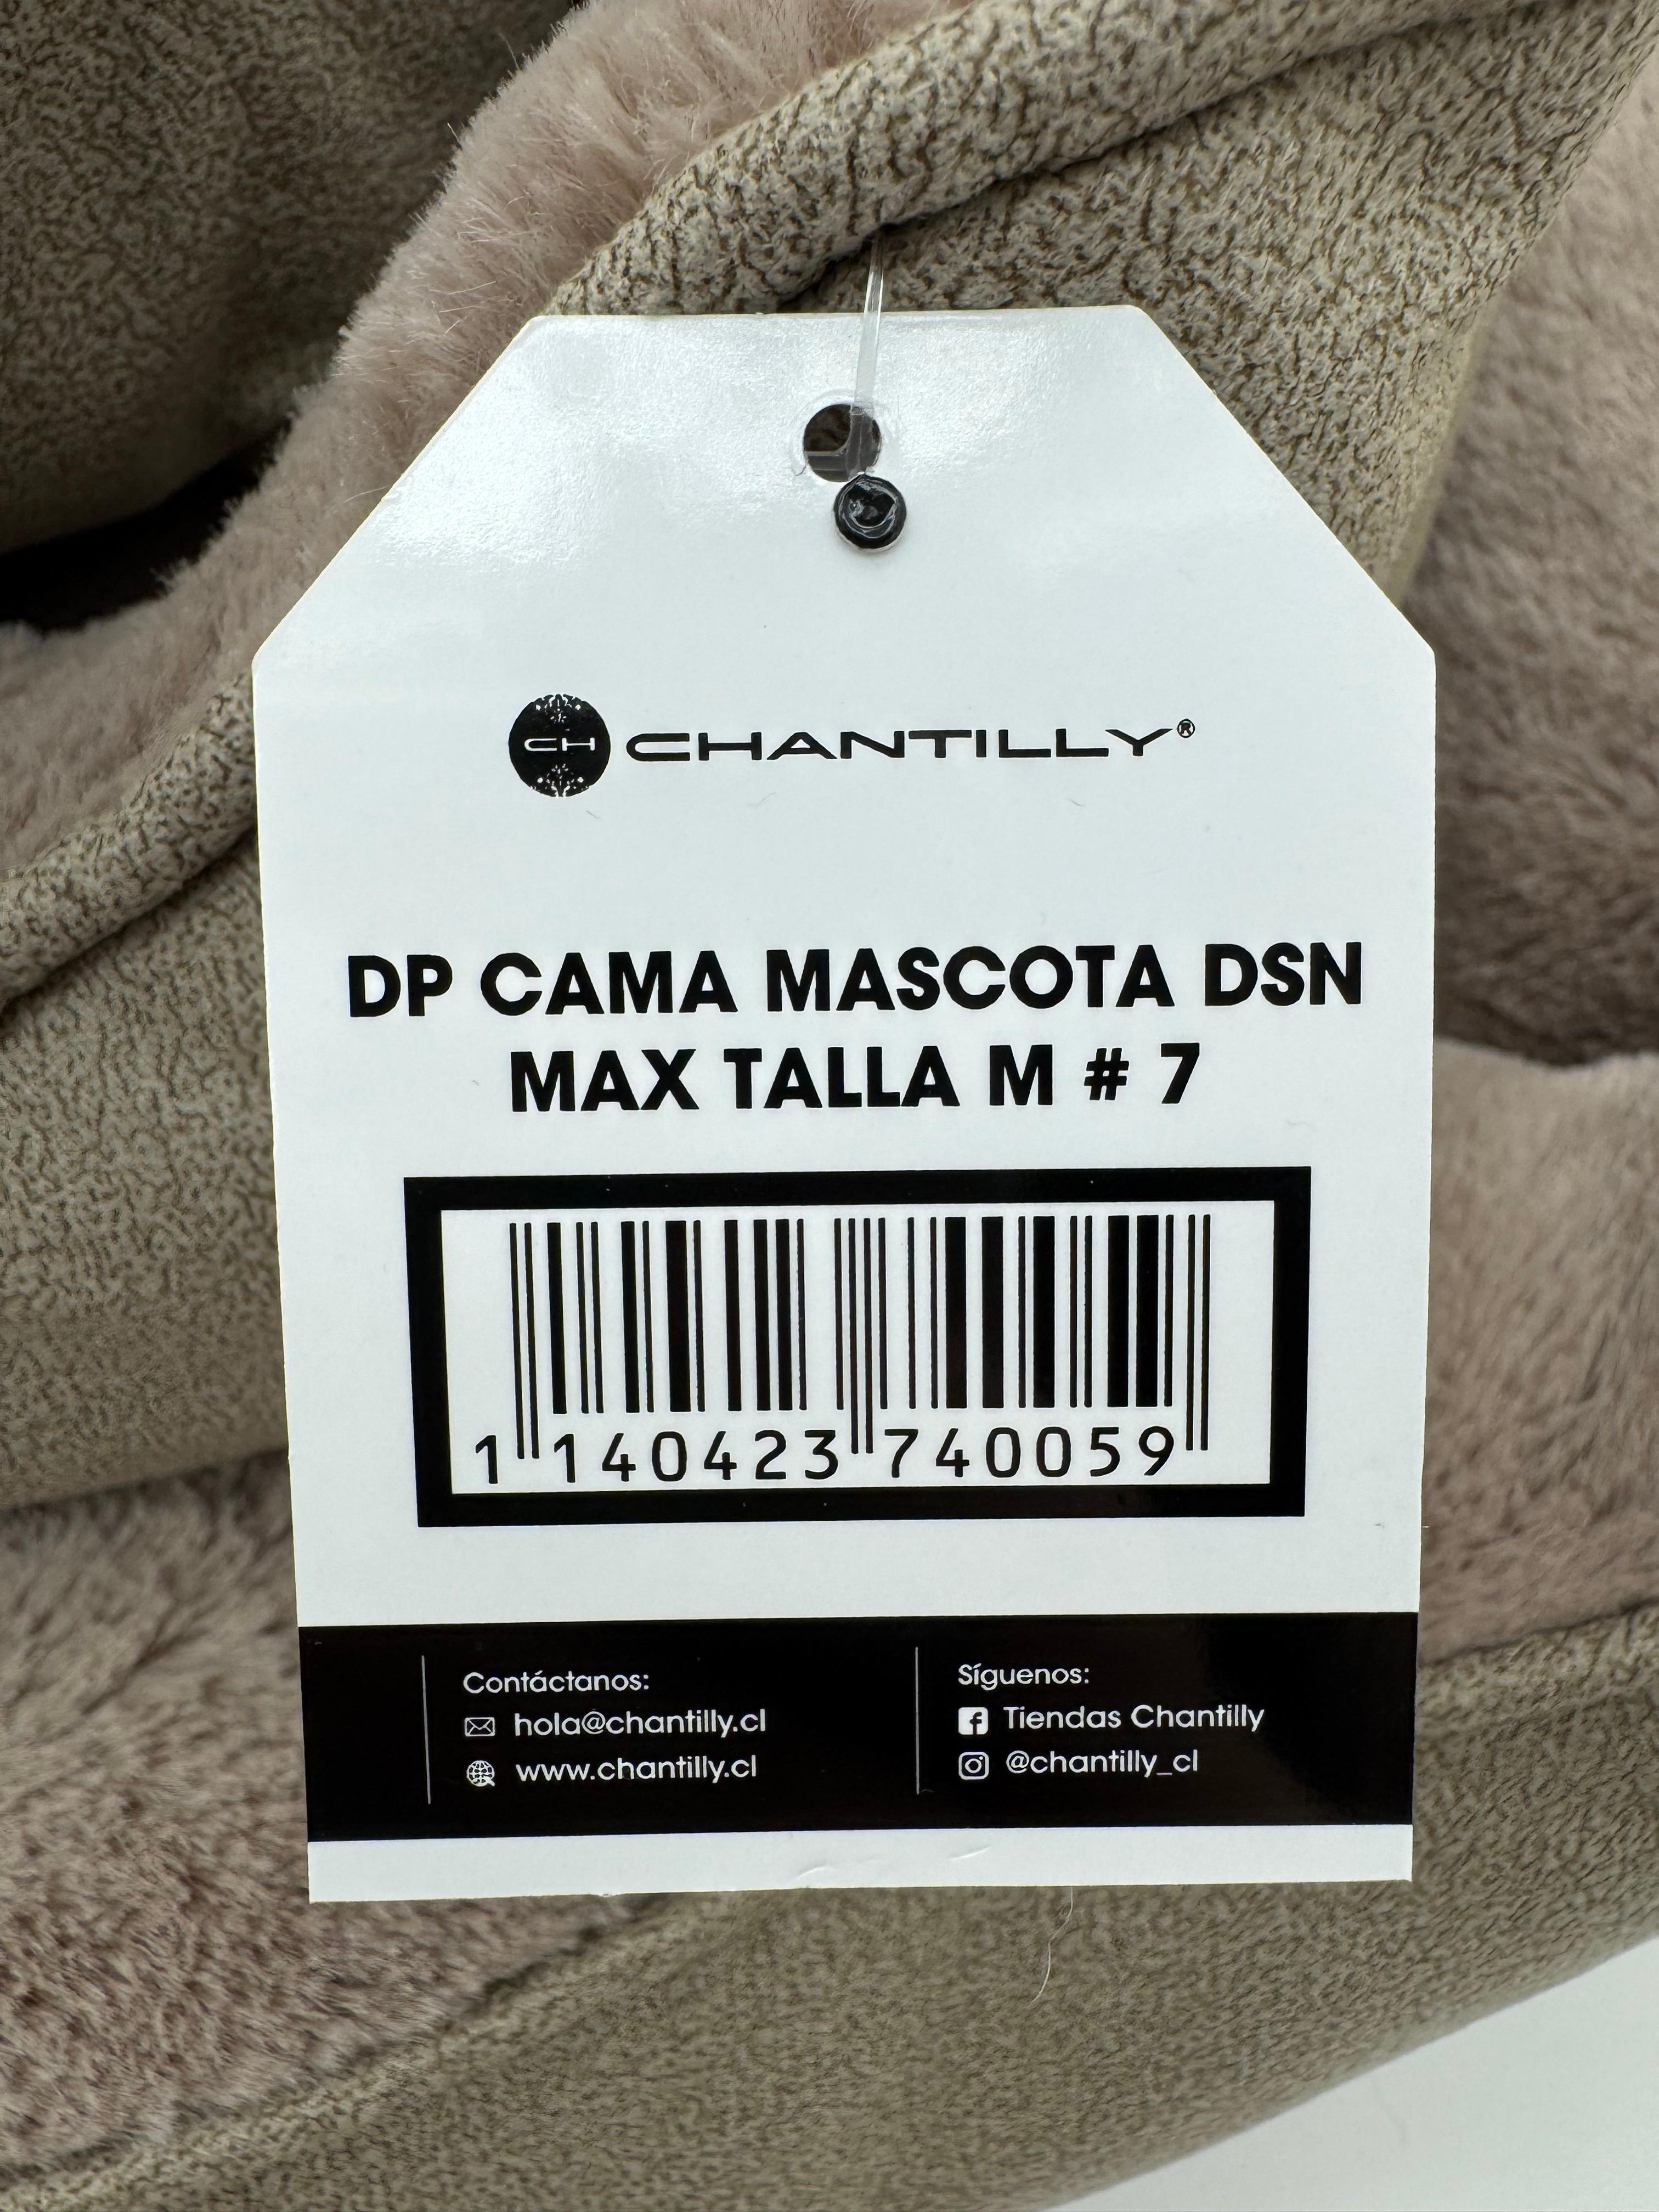 CH CHANTILLY®
DP CAMA MASCOTA DSN
MAX TALLA M # 7
1 140423 740059
Contáctanos:
hola@chantilly.cl
www.chantilly.cl
Síguenos:
Tiendas Chantilly
@chantilly_cl